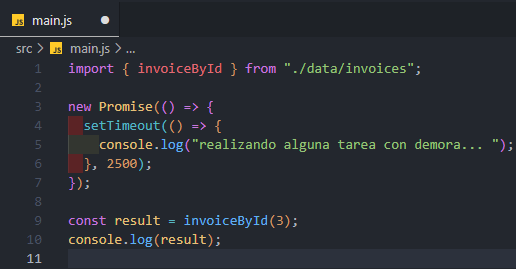 JS main.js
src > JS main.js > ...
1 import { invoiceById } from "./data/invoices";
2
3 new Promise(() => {
4   setTimeout(() => {
5     console.log("realizando alguna tarea con demora... ");
6   }, 2500);
7 });
8
9 const result = invoiceById(3);
10 console.log(result);
11